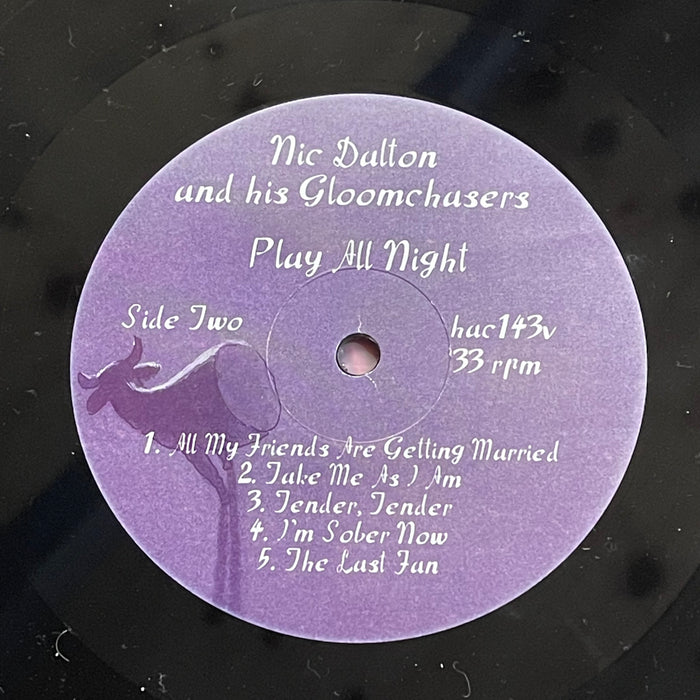 Nic Dalton
and his Gloomchasers
Play All Night
Side Two
hac143v
33 rpm
1. All My Friends Are Getting Married
2. Take Me As I Am
3. Tender, Tender
4. I'm Sober Now
5. The Last Fan